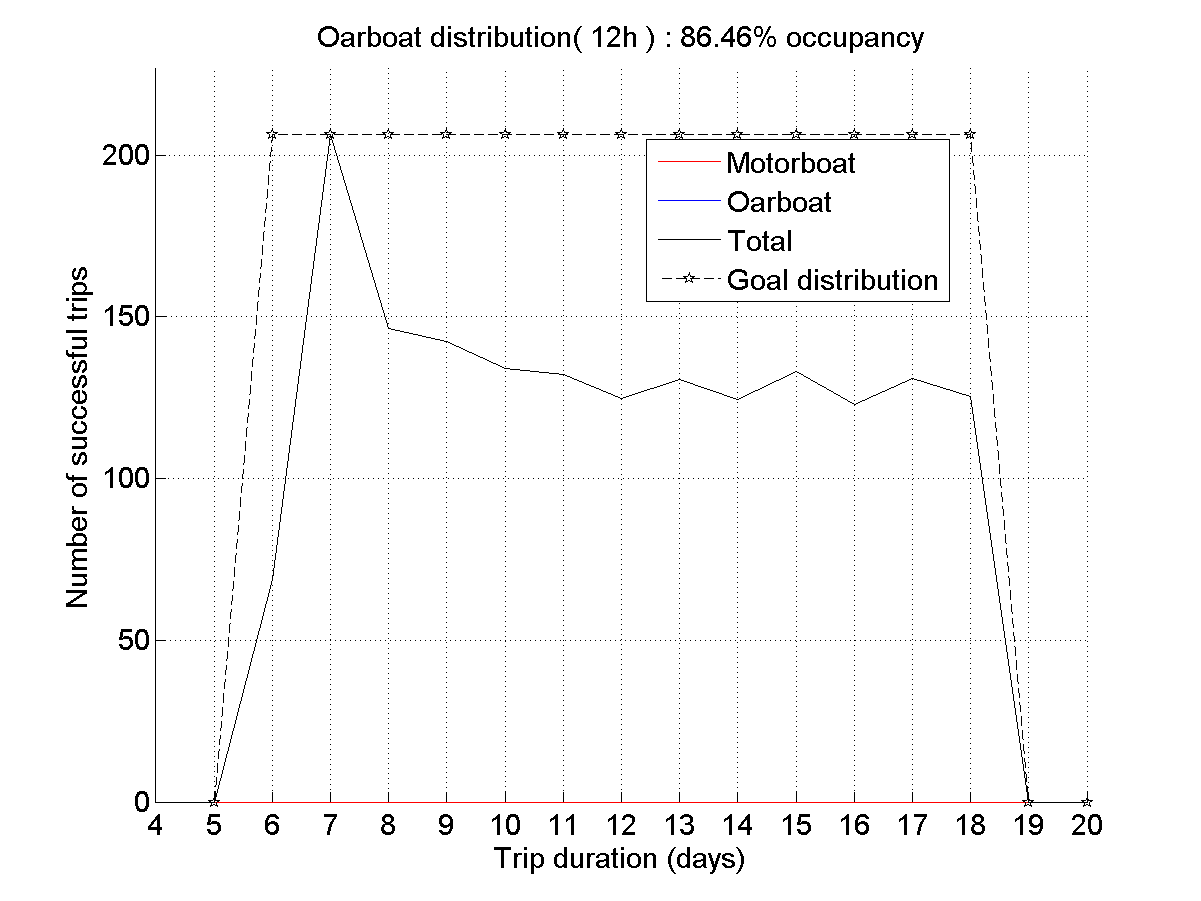 Oarboat distribution( 12h ) : 86.46% occupancy
Number of successful trips
200
150
100
50
0
Motorboat
Oarboat
Total
Goal distribution
4 5 6 7 8 9 10 11 12 13 14 15 16 17 18 19 20
Trip duration (days)